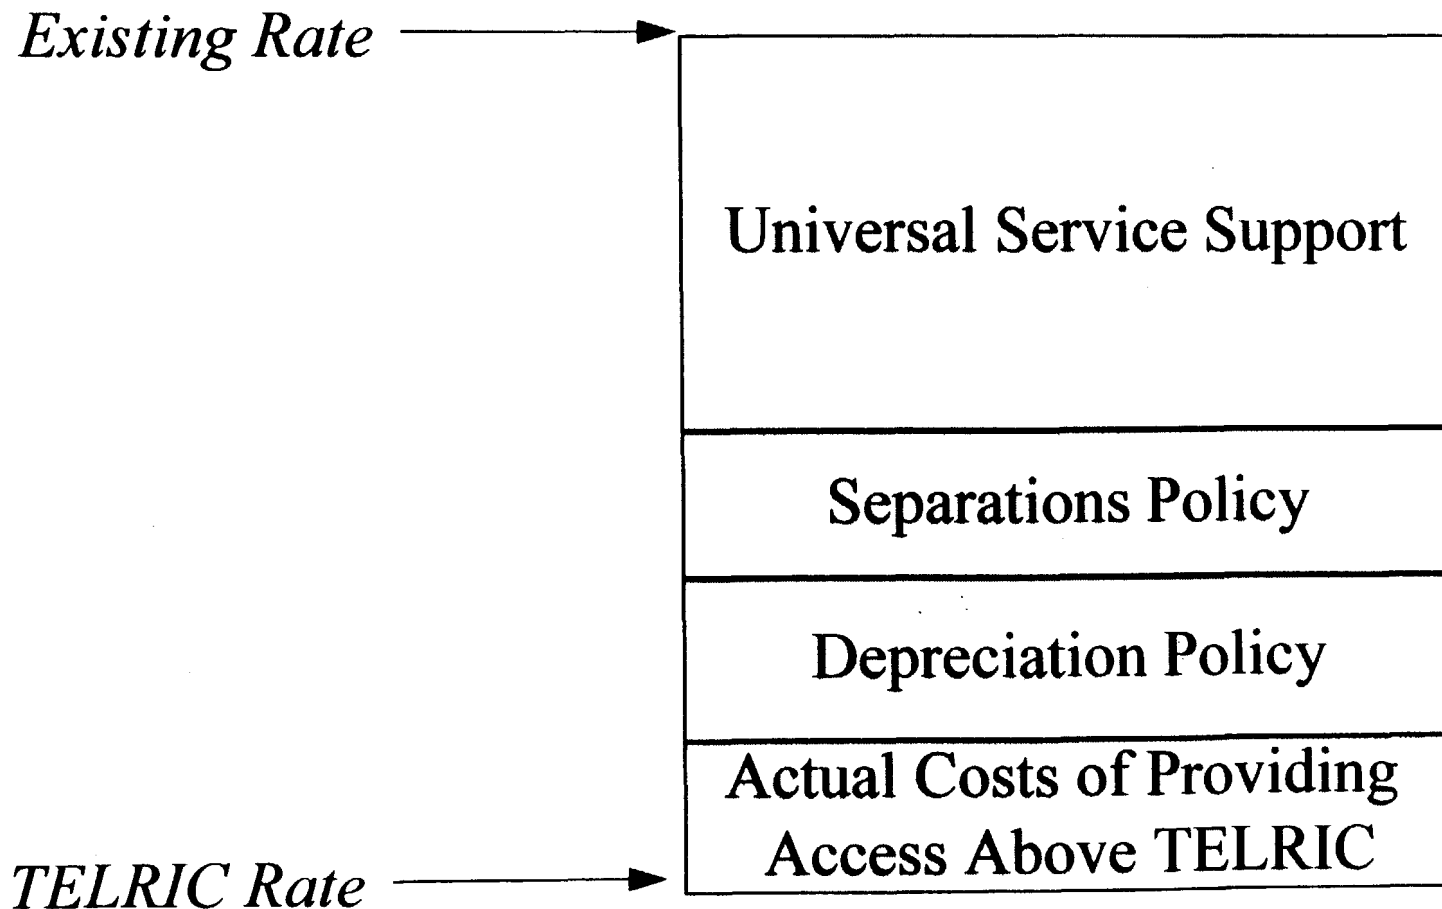 Existing Rate
Universal Service Support
Separations Policy
Depreciation Policy
Actual Costs of Providing
Access Above TELRIC
TELRIC Rate